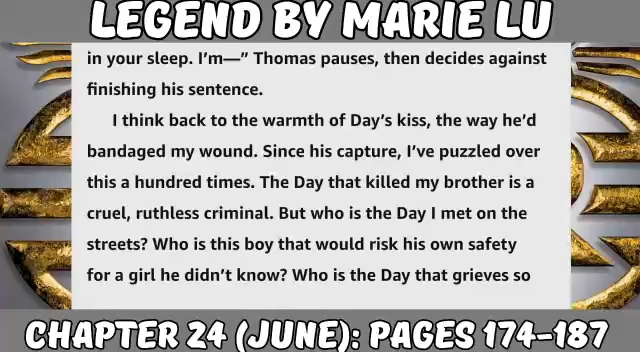 LEGEND BY MARIE LU
in your sleep. I’m—” Thomas pauses, then decides against
finishing his sentence.
I think back to the warmth of Day’s kiss, the way he’d
bandaged my wound. Since his capture, I’ve puzzled over
this a hundred times. The Day that killed my brother is a
cruel, ruthless criminal. But who is the Day I met on the
streets? Who is this boy that would risk his own safety
for a girl he didn’t know? Who is the Day that grieves so
CHAPTER 24 (JUNE): PAGES 174-187